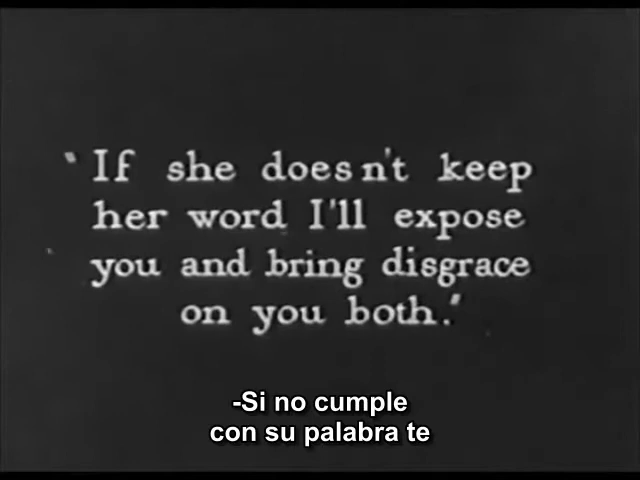 "If she doesn't keep
her word I'll expose
you and bring disgrace
on you both."
-Si no cumple
con su palabra te